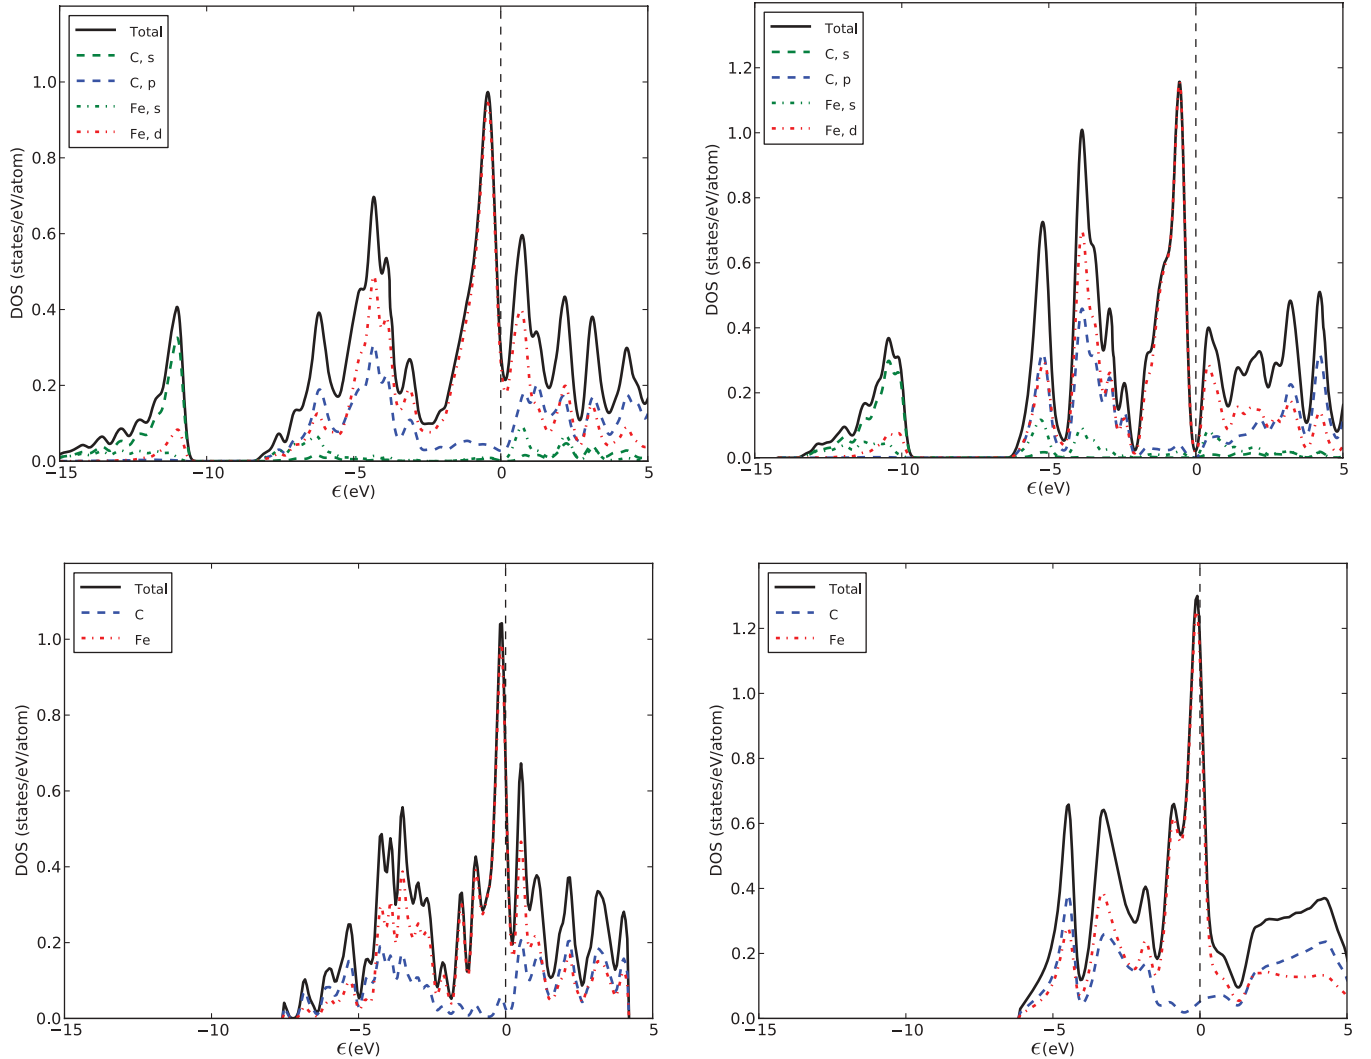 Total
C, s
C, p
Fe, s
Fe, d
1.0
0.8
0.6
0.4
0.2
0.0
DOS (states/eV/atom)
−15
−10
−5
0
5
ϵ(eV)
Total
C, s
C, p
Fe, s
Fe, d
1.2
1.0
0.8
0.6
0.4
0.2
0.0
DOS (states/eV/atom)
−15
−10
−5
0
5
ϵ(eV)
Total
C
Fe
1.0
0.8
0.6
0.4
0.2
0.0
DOS (states/eV/atom)
−15
−10
−5
0
5
ϵ(eV)
Total
C
Fe
1.2
1.0
0.8
0.6
0.4
0.2
0.0
DOS (states/eV/atom)
−15
−10
−5
0
5
ϵ(eV)